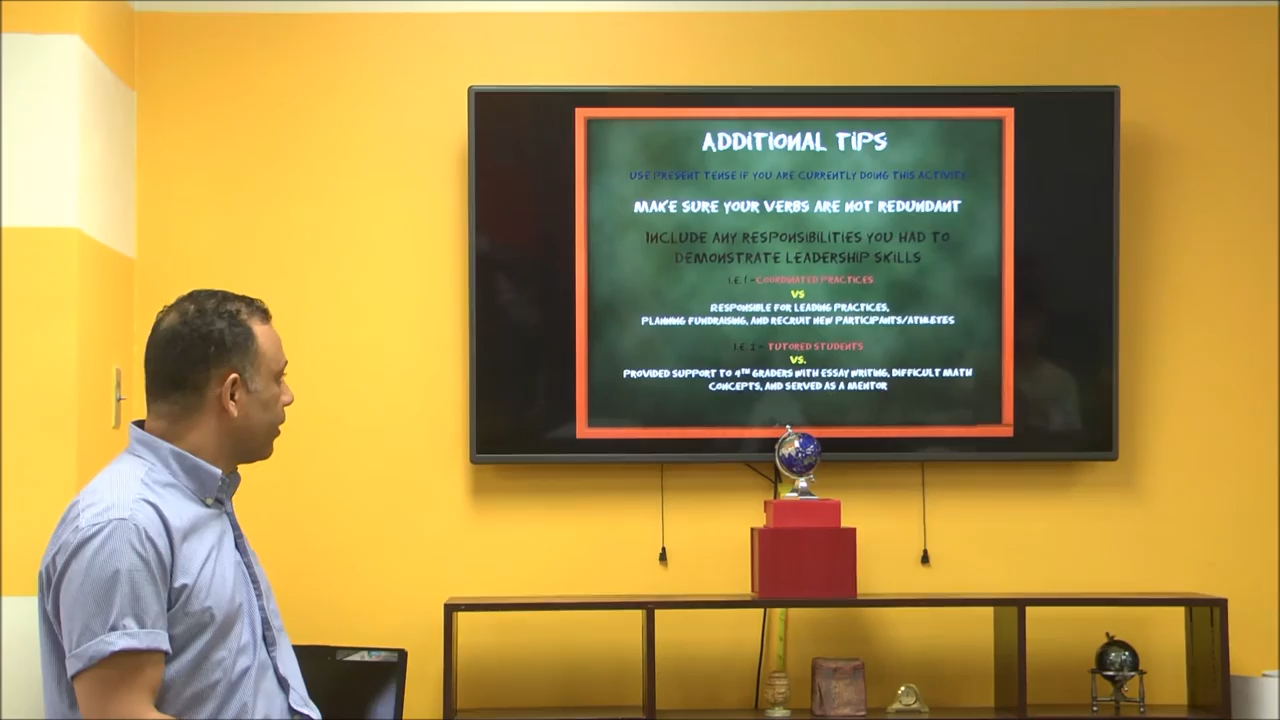 ADDITIONAL TIPS
USE PRESENT TENSE IF YOU ARE CURRENTLY DOING THIS ACTIVITY
MAKE SURE YOUR VERBS ARE NOT REDUNDANT
INCLUDE ANY RESPONSIBILITIES YOU HAD TO
DEMONSTRATE LEADERSHIP SKILLS
I.E. 1 - COORDINATED PRACTICES
VS
RESPONSIBLE FOR LEADING PRACTICES,
PLANNING FUNDRAISING, AND RECRUIT NEW PARTICIPANTS/ATHLETES
I.E. 2 - TUTORED STUDENTS
VS.
PROVIDED SUPPORT TO 4TH GRADERS WITH ESSAY WRITING, DIFFICULT MATH
CONCEPTS, AND SERVED AS A MENTOR